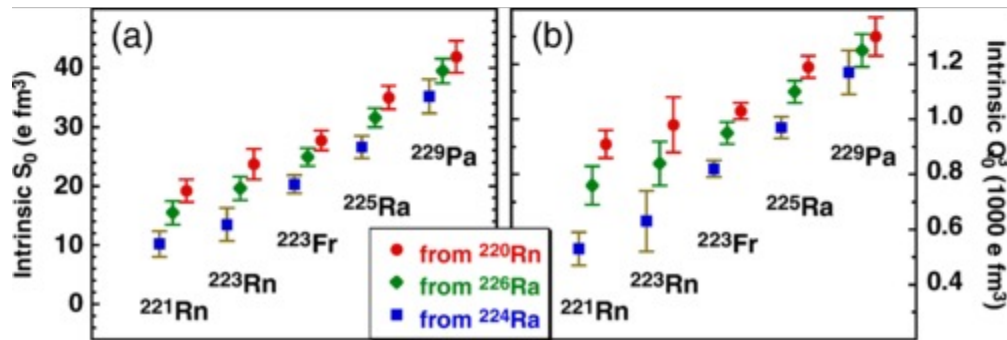 (a)
(b)
Intrinsic S₀ (e fm³)
40
30
20
10
0
²²¹Rn
²²³Rn
²²³Fr
²²⁵Ra
²²⁹Pa
from ²²⁰Rn
from ²²⁶Ra
from ²²⁴Ra
²²¹Rn
²²³Rn
²²³Fr
²²⁵Ra
²²⁹Pa
1.2
1.0
0.8
0.6
0.4
Intrinsic Q₀³ (1000 e fm³)